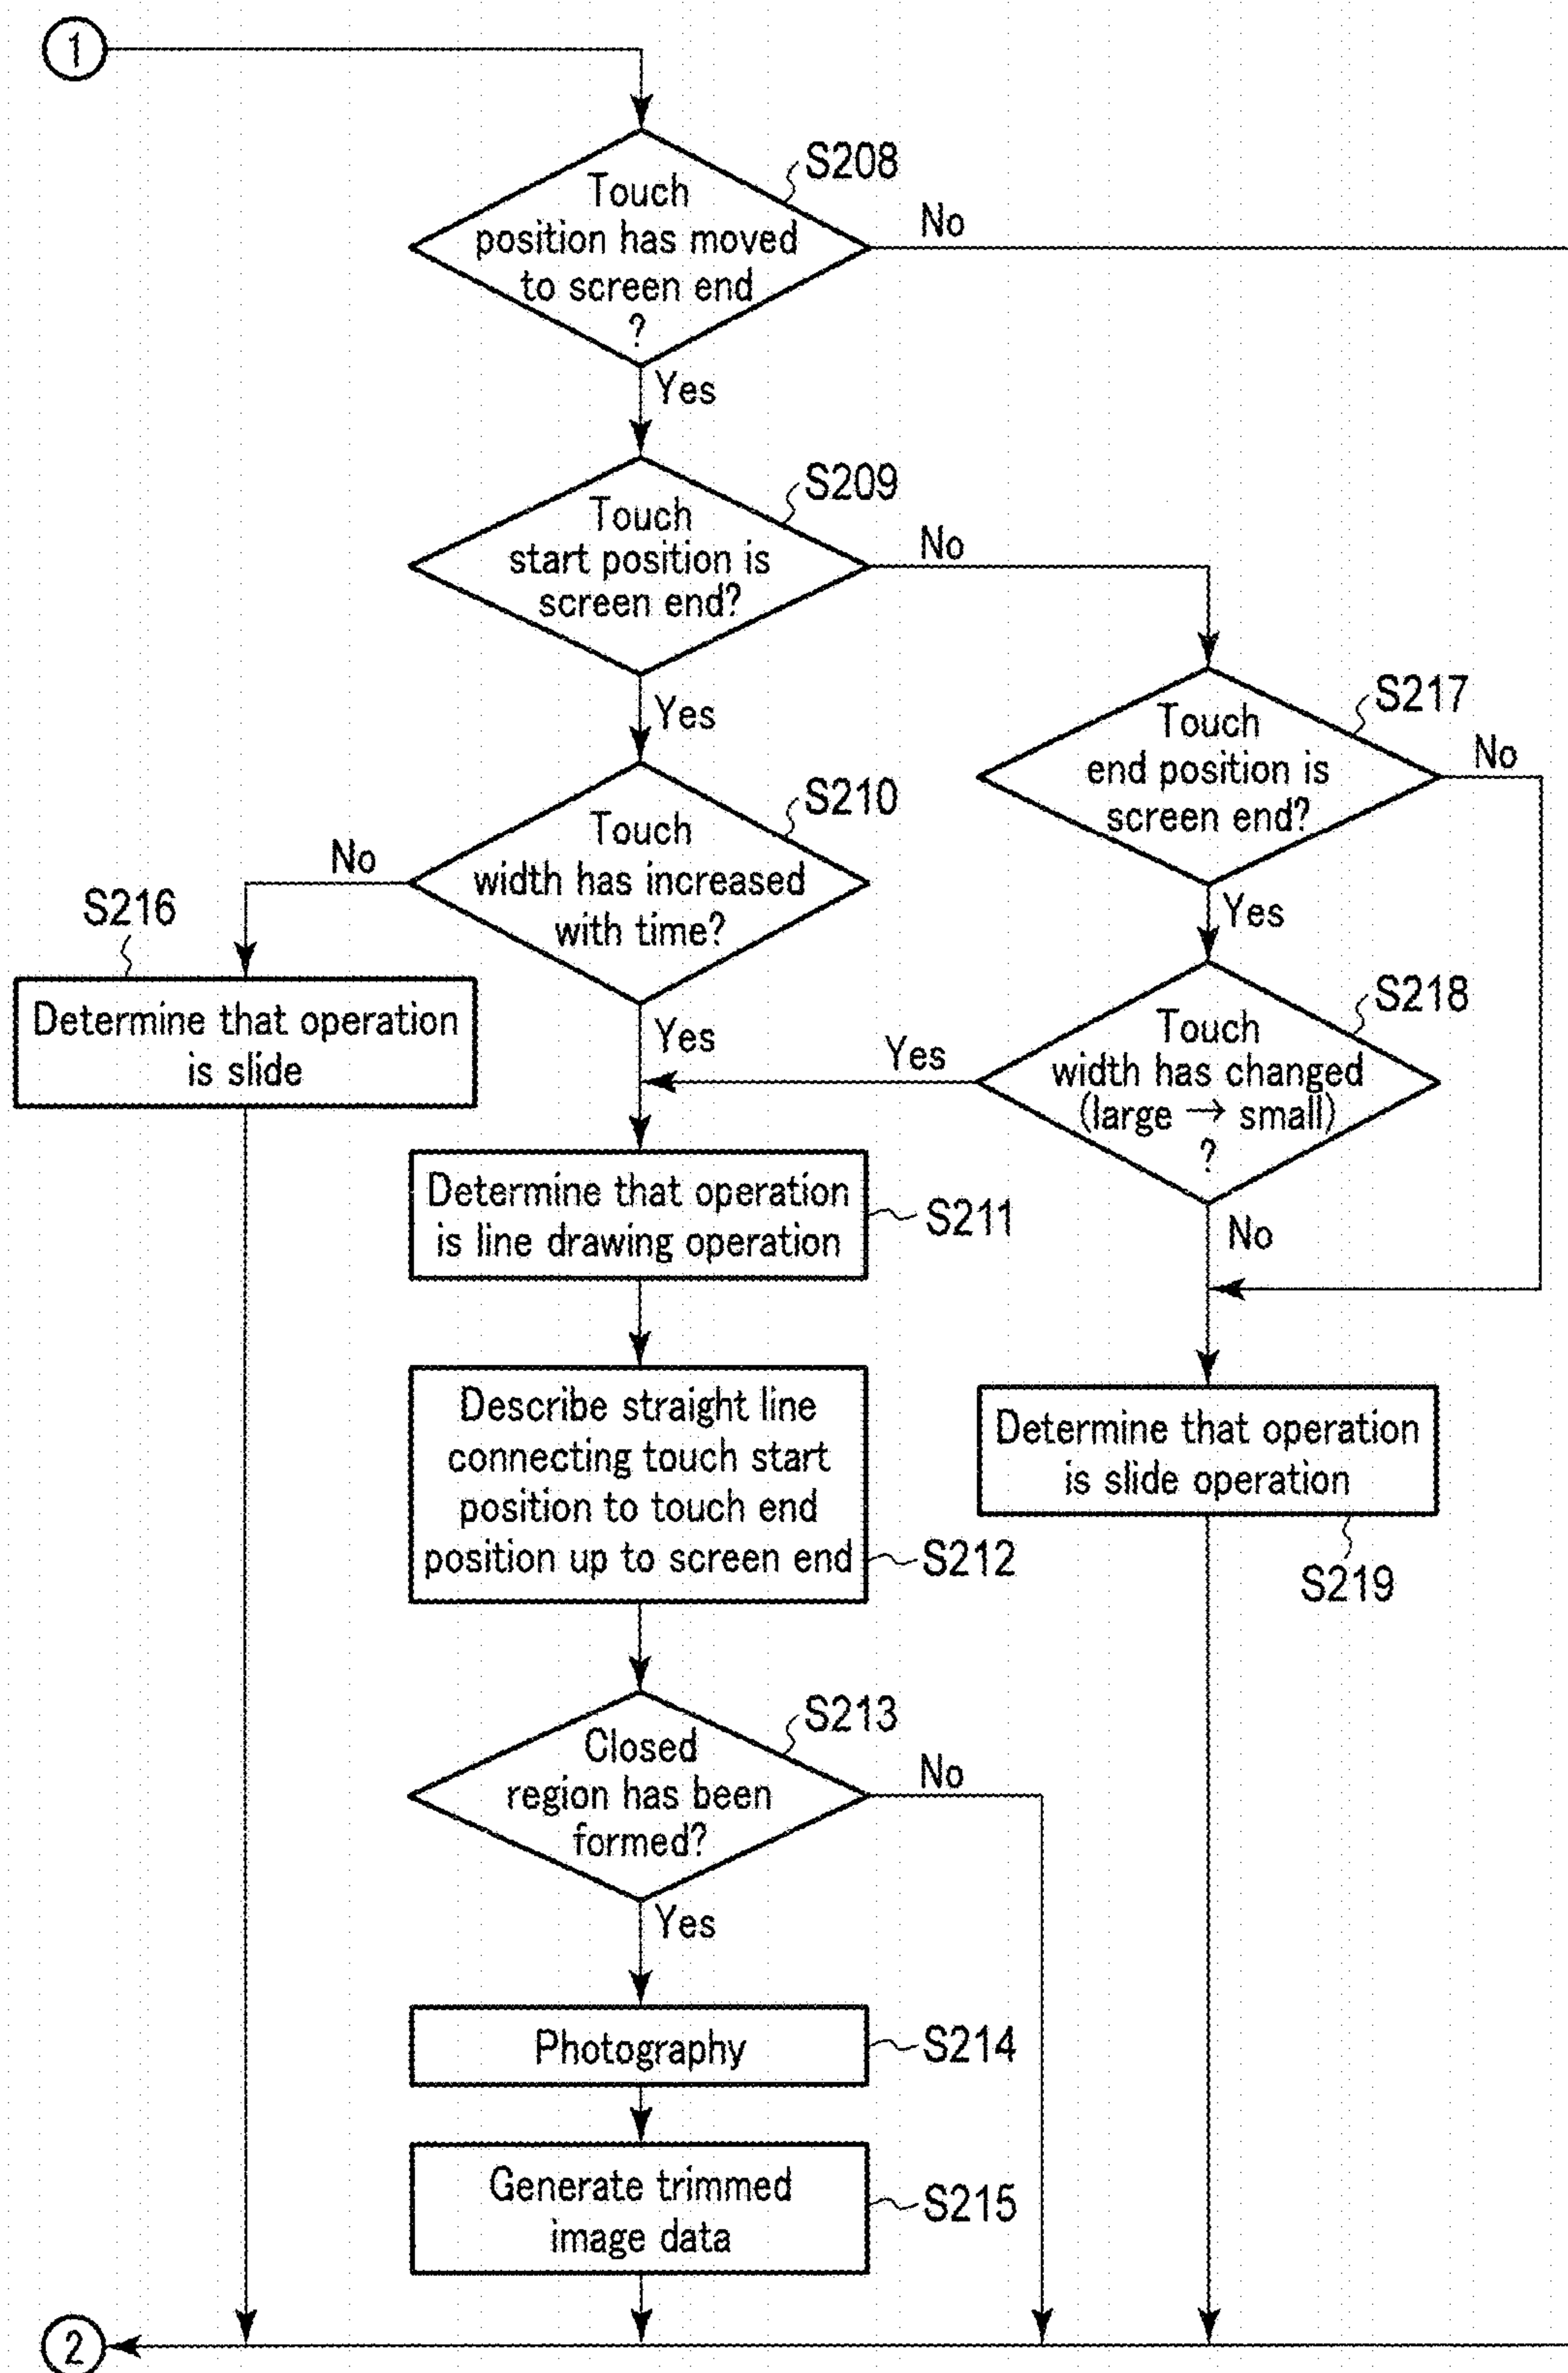 1
S208
Touch
position has moved
to screen end
?
No
Yes
S209
Touch
start position is
screen end?
No
Yes
S217
Touch
end position is
screen end?
No
Yes
S210
Touch
width has increased
with time?
No
Yes
S216
Determine that operation
is slide
S218
Touch
width has changed
(large → small)
?
Yes
No
Determine that operation
is line drawing operation
S211
Describe straight line
connecting touch start
position to touch end
position up to screen end
S212
Determine that operation
is slide operation
S219
S213
Closed
region has been
formed?
No
Yes
Photography
S214
Generate trimmed
image data
S215
2